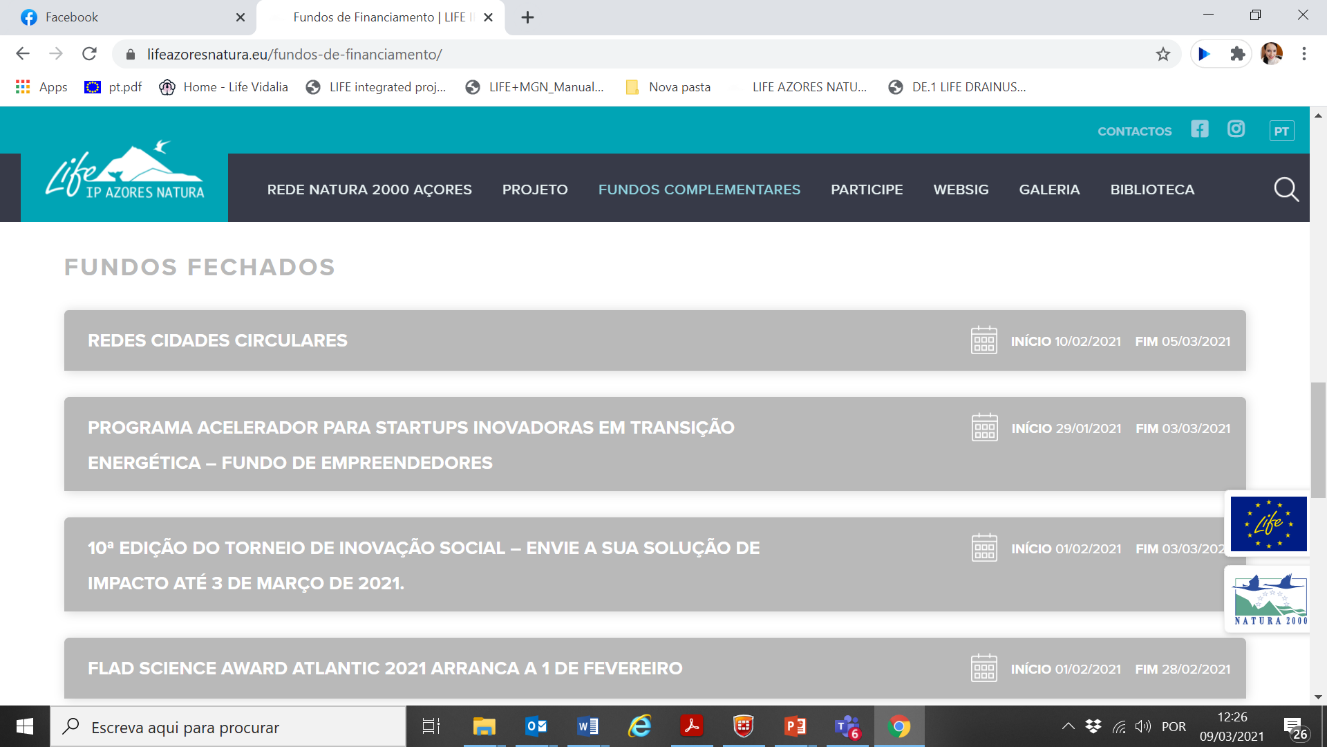 Facebook
Fundos de Financiamento | LIFE I
lifeazoresnatura.eu/fundos-de-financiamento/
Apps
pt.pdf
Home - Life Vidalia
LIFE integrated proj...
LIFE+MGN_Manual...
Nova pasta
LIFE AZORES NATU...
DE.1 LIFE DRAINUS...
CONTACTOS
PT
Life
IP AZORES NATURA
REDE NATURA 2000 AÇORES
PROJETO
FUNDOS COMPLEMENTARES
PARTICIPE
WEBSIG
GALERIA
BIBLIOTECA
FUNDOS FECHADOS
REDES CIDADES CIRCULARES
INÍCIO 10/02/2021 FIM 05/03/2021
PROGRAMA ACELERADOR PARA STARTUPS INOVADORAS EM TRANSIÇÃO
ENERGÉTICA – FUNDO DE EMPREENDEDORES
INÍCIO 29/01/2021 FIM 03/03/2021
10ª EDIÇÃO DO TORNEIO DE INOVAÇÃO SOCIAL – ENVIE A SUA SOLUÇÃO DE
IMPACTO ATÉ 3 DE MARÇO DE 2021.
INÍCIO 01/02/2021 FIM 03/03/202
Life
NATURA 2000
FLAD SCIENCE AWARD ATLANTIC 2021 ARRANCA A 1 DE FEVEREIRO
INÍCIO 01/02/2021 FIM 28/02/2021
Escreva aqui para procurar
6
POR
12:26
09/03/2021
26